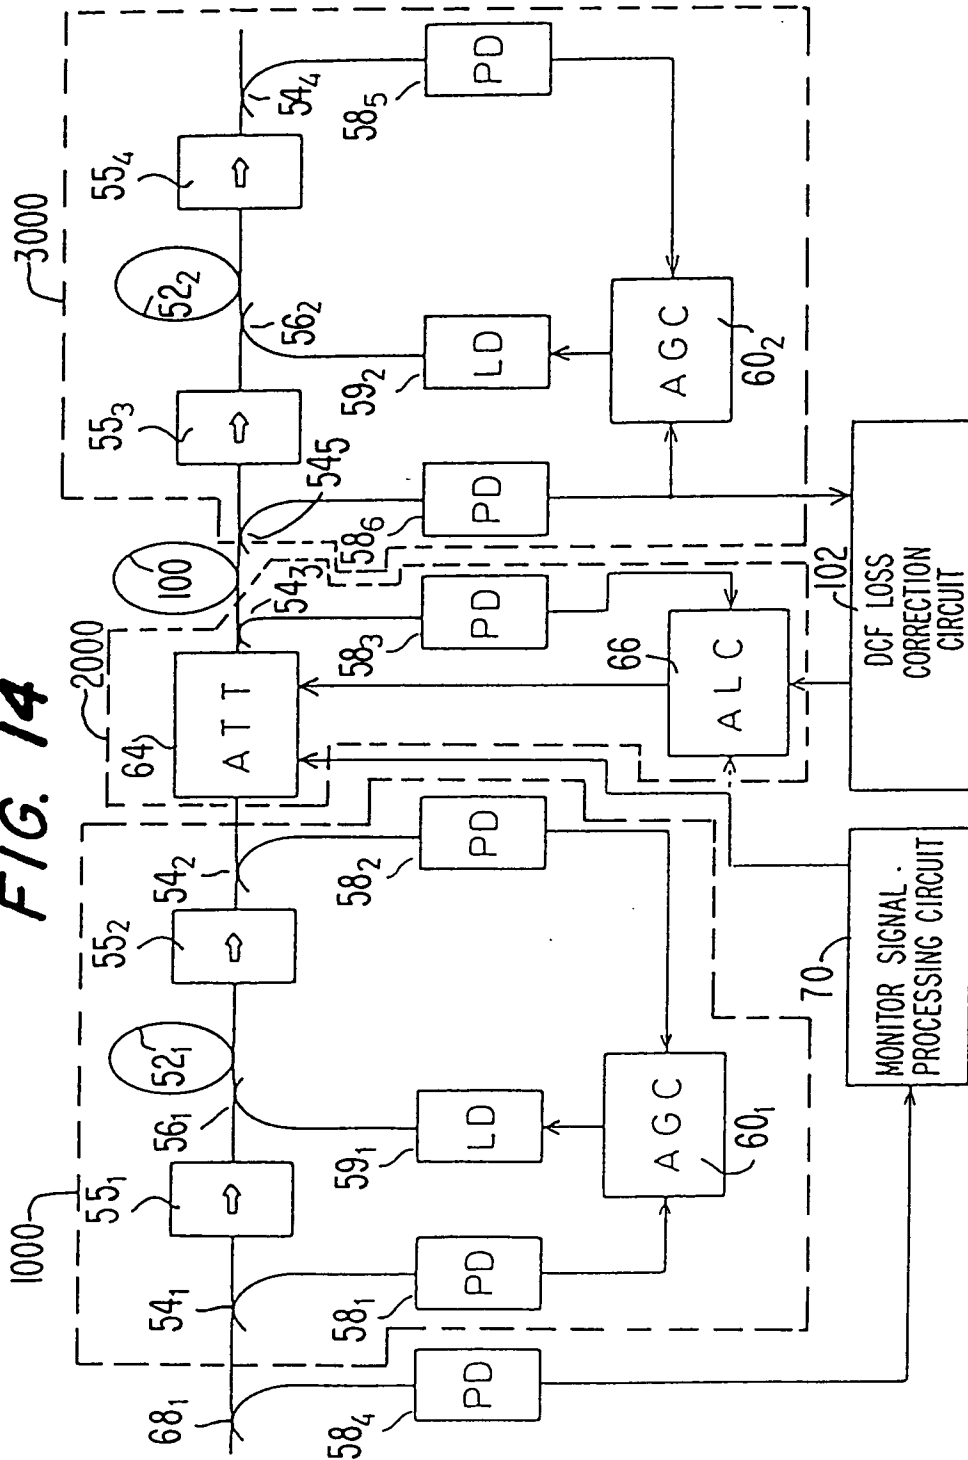 FIG. 14
1000
2000
3000
68₁
54₁
55₁
56₁
52₁
55₂
54₂
64
ATT
54₃
100
545
55₃
56₂
52₂
55₄
54₄
58₄
PD
58₁
PD
59₁
LD
58₂
PD
58₃
PD
58₆
PD
59₂
LD
58₅
PD
AGC
60₁
66
ALC
AGC
60₂
70
MONITOR SIGNAL .
PROCESSING CIRCUIT
102
DCF LOSS
CORRECTION
CIRCUIT